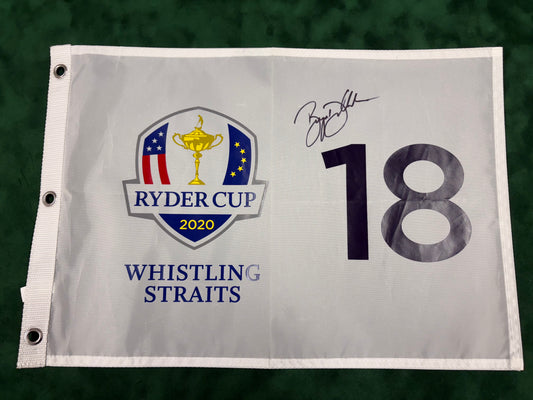 RYDER CUP
2020
WHISTLING
STRAITS
18